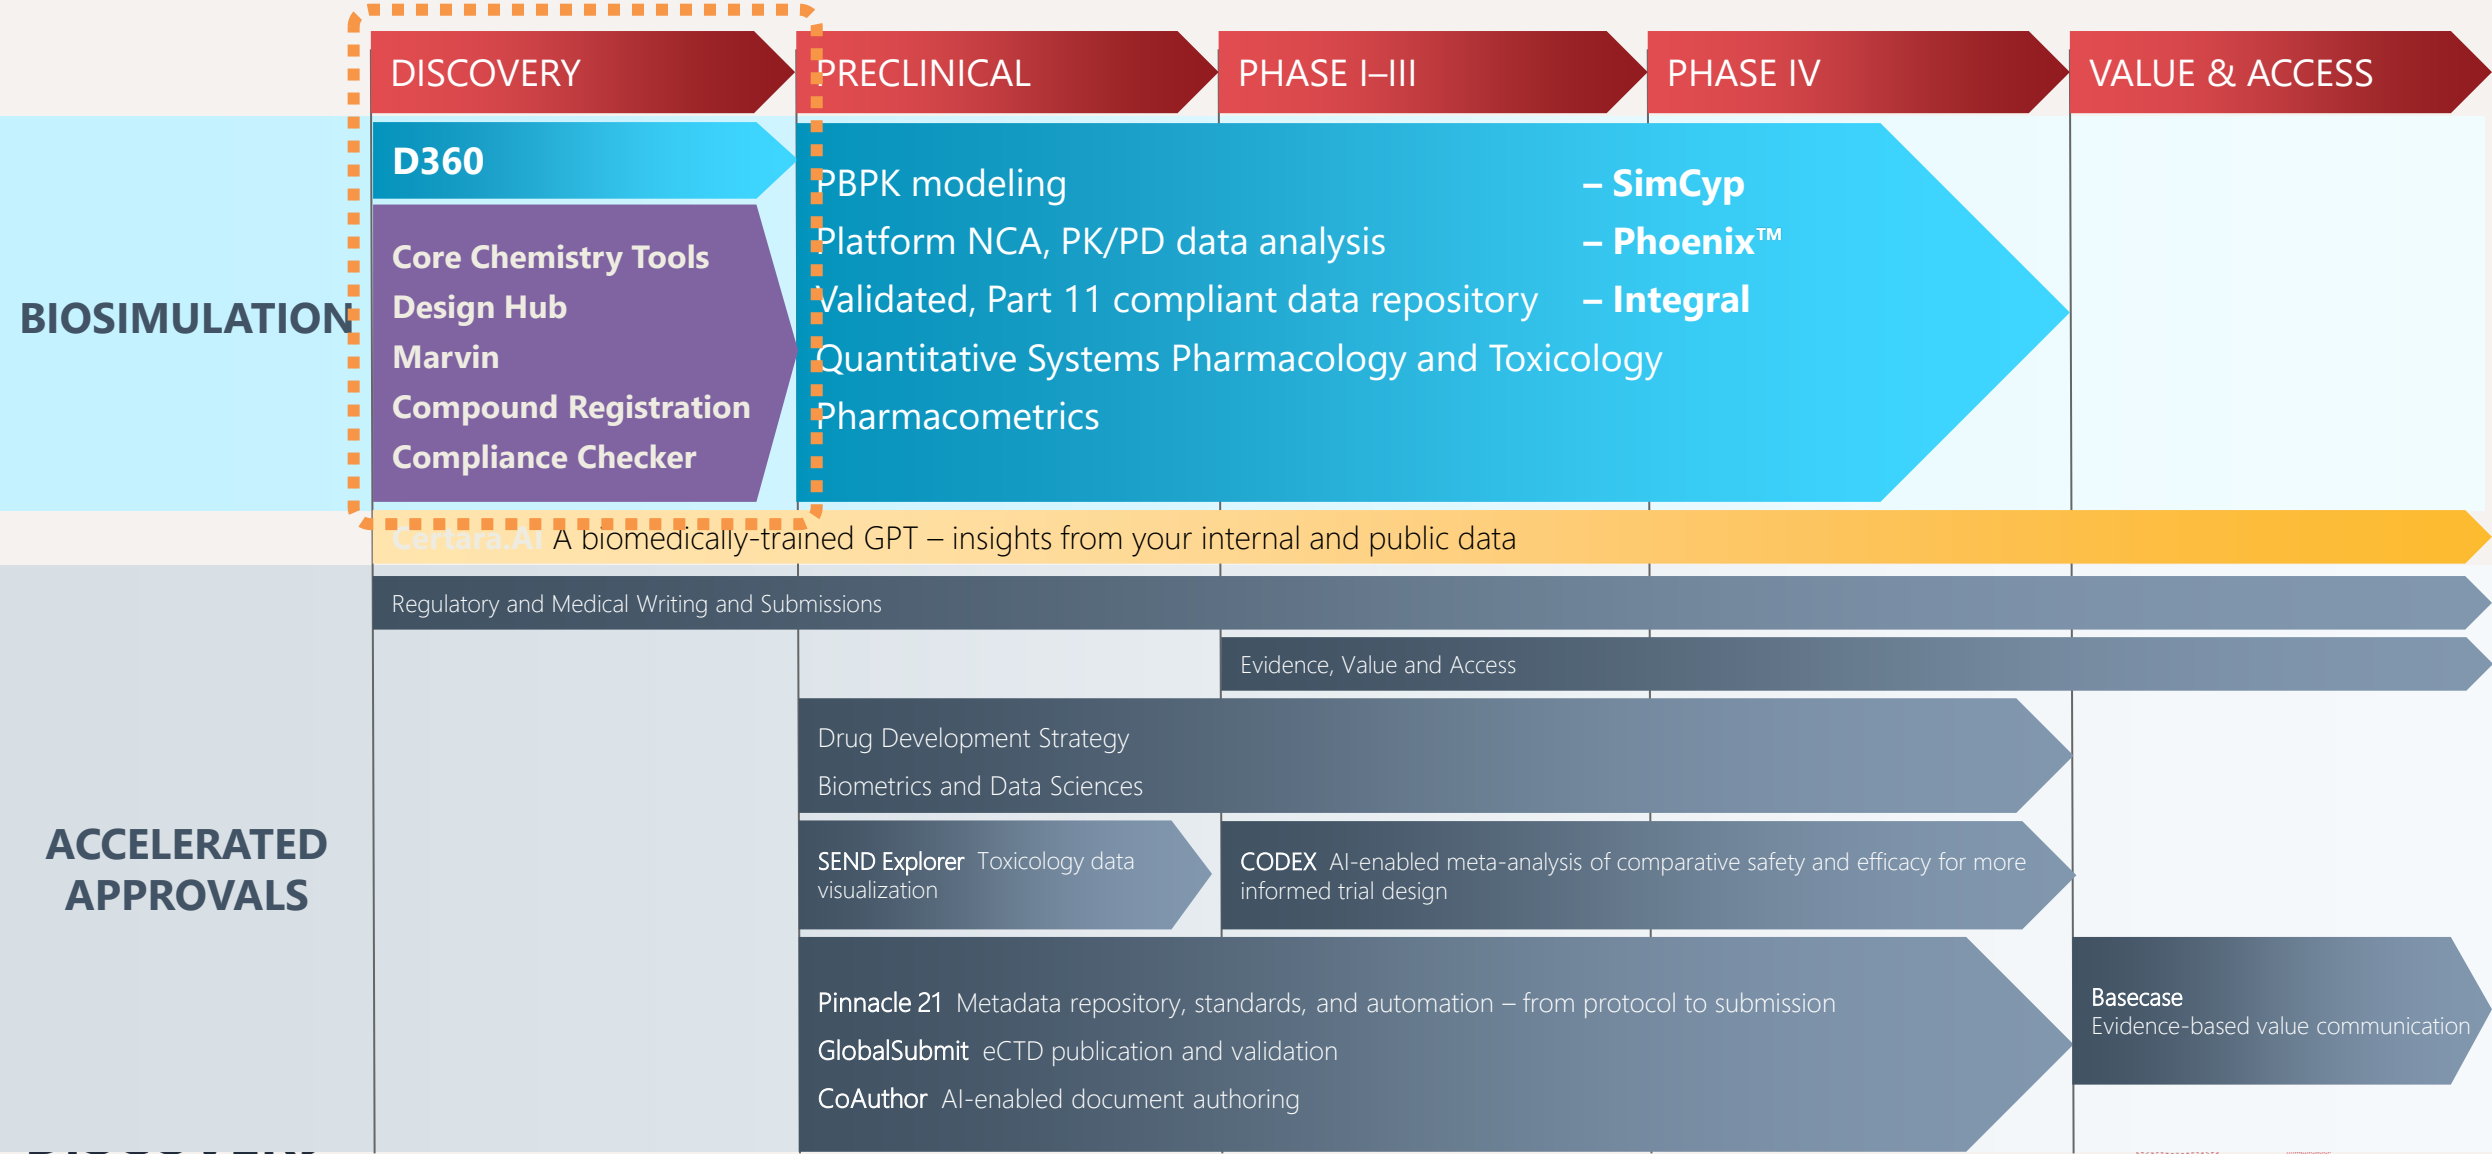 DISCOVERY
PRECLINICAL
PHASE I–III
PHASE IV
VALUE & ACCESS
BIOSIMULATION
D360
Core Chemistry Tools
Design Hub
Marvin
Compound Registration
Compliance Checker
PBPK modeling – SimCyp
Platform NCA, PK/PD data analysis – Phoenix™
Validated, Part 11 compliant data repository – Integral
Quantitative Systems Pharmacology and Toxicology
Pharmacometrics
Certara.AI A biomedically-trained GPT – insights from your internal and public data
ACCELERATED
APPROVALS
Regulatory and Medical Writing and Submissions
Evidence, Value and Access
Drug Development Strategy
Biometrics and Data Sciences
SEND Explorer Toxicology data
visualization
CODEX AI-enabled meta-analysis of comparative safety and efficacy for more
informed trial design
Pinnacle 21 Metadata repository, standards, and automation – from protocol to submission
GlobalSubmit eCTD publication and validation
CoAuthor AI-enabled document authoring
Basecase
Evidence-based value communication